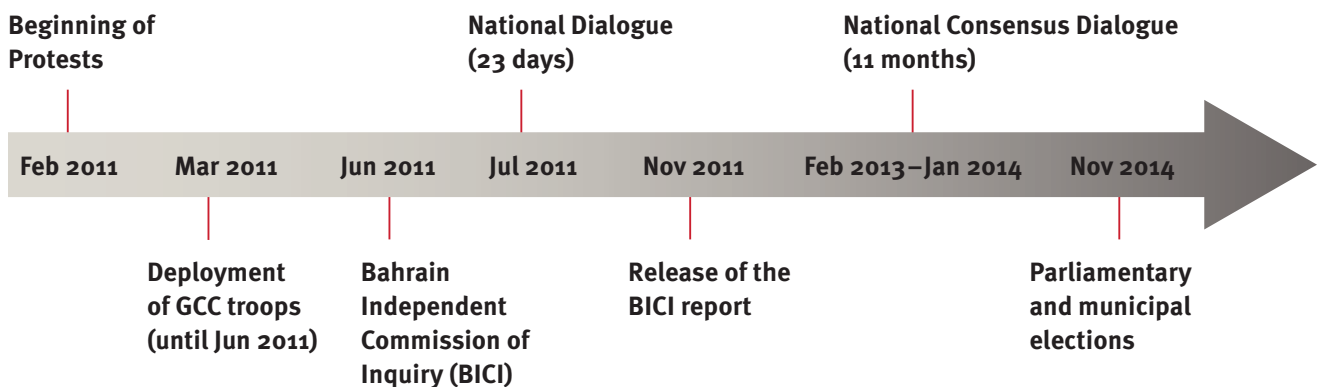 Beginning of
Protests
National Dialogue
(23 days)
National Consensus Dialogue
(11 months)
Feb 2011
Mar 2011
Jun 2011
Jul 2011
Nov 2011
Feb 2013–Jan 2014
Nov 2014
Deployment
of GCC troops
(until Jun 2011)
Bahrain
Independent
Commission of
Inquiry (BICI)
Release of the
BICI report
Parliamentary
and municipal
elections